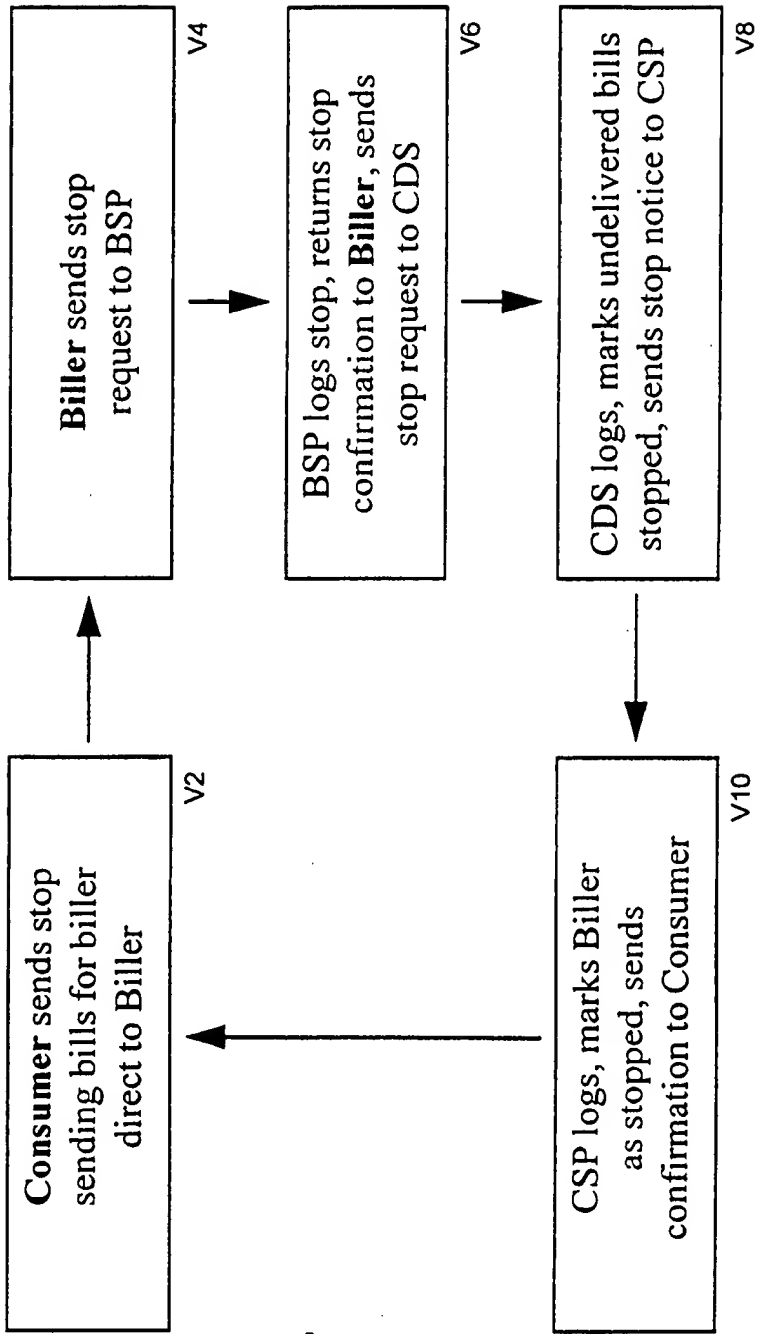 Consumer sends stop
sending bills for biller
direct to Biller
V2
Biller sends stop
request to BSP
V4
BSP logs stop, returns stop
confirmation to Biller, sends
stop request to CDS
V6
CDS logs, marks undelivered bills
stopped, sends stop notice to CSP
V8
CSP logs, marks Biller
as stopped, sends
confirmation to Consumer
V10